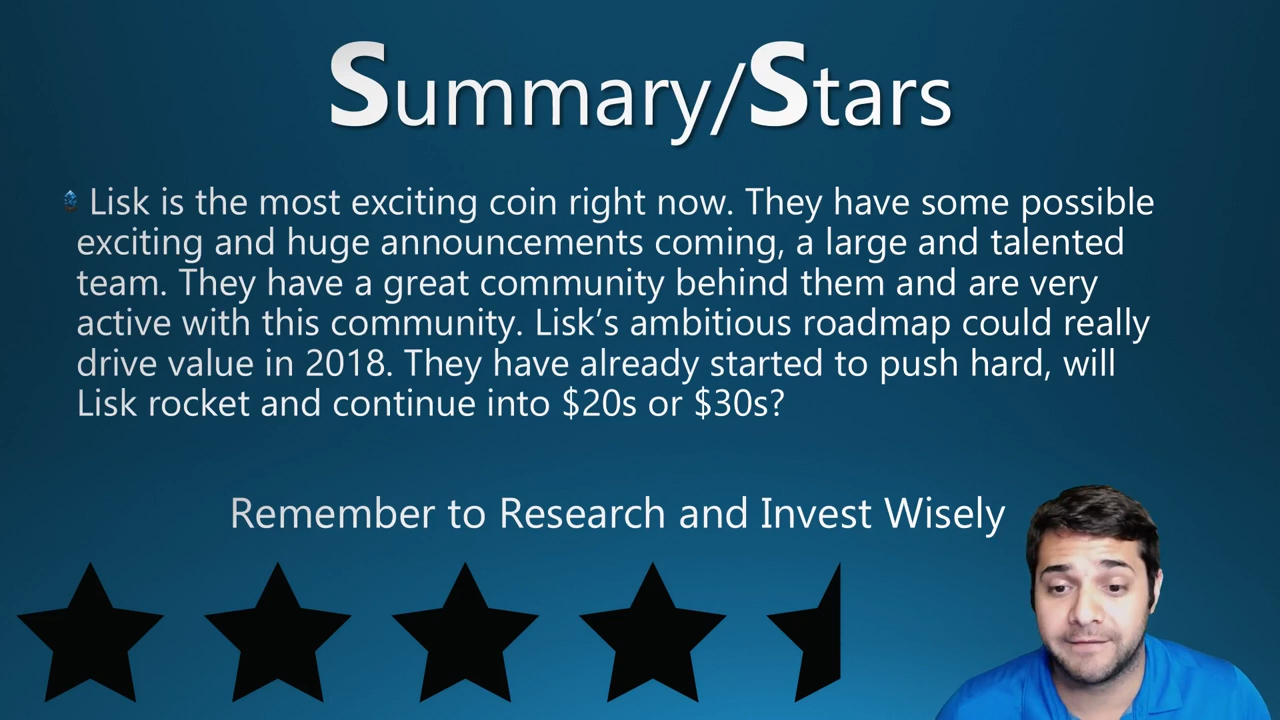 Summary/Stars
Lisk is the most exciting coin right now. They have some possible
exciting and huge announcements coming, a large and talented
team. They have a great community behind them and are very
active with this community. Lisk’s ambitious roadmap could really
drive value in 2018. They have already started to push hard, will
Lisk rocket and continue into $20s or $30s?
Remember to Research and Invest Wisely